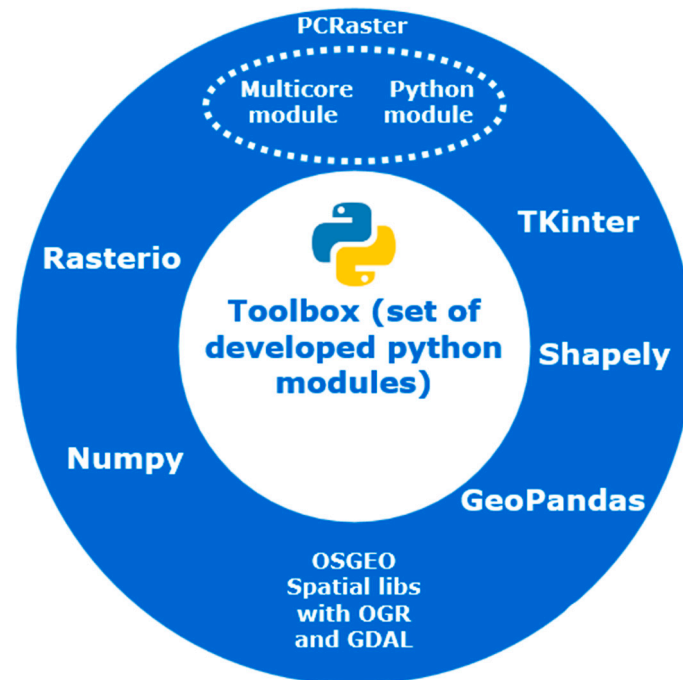 PCRaster
Multicore
module
Python
module
TKinter
Rasterio
Toolbox (set of
developed python
modules)
Shapely
Numpy
GeoPandas
OSGEO
Spatial libs
with OGR
and GDAL